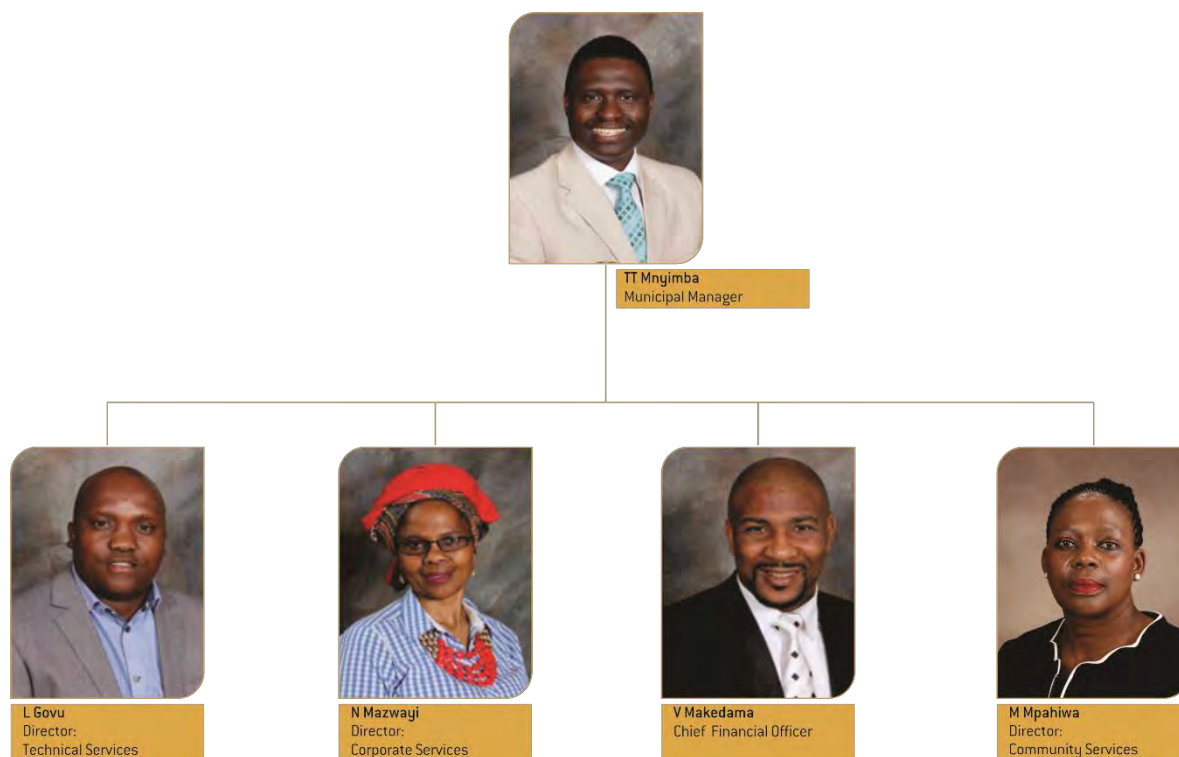 TT Mnyimba
Municipal Manager
L Govu
Director:
Technical Services
N Mazwayi
Director:
Corporate Services
V Makedama
Chief Financial Officer
M Mpahiwa
Director:
Community Services